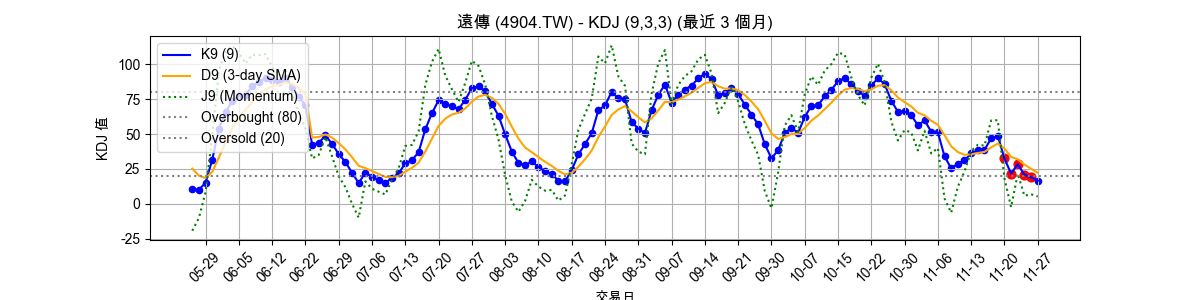 遠傳 (4904.TW) - KDJ (9,3,3) (最近 3 個月)
K9 (9)
D9 (3-day SMA)
J9 (Momentum)
Overbought (80)
Oversold (20)
KDJ 值
100
75
50
25
0
-25
05-29 06-05 06-12 06-22 06-29 07-06 07-13 07-20 07-27 08-03 08-10 08-17 08-24 08-31 09-07 09-14 09-21 09-30 10-07 10-15 10-22 10-30 11-06 11-13 11-20 11-27
交易日